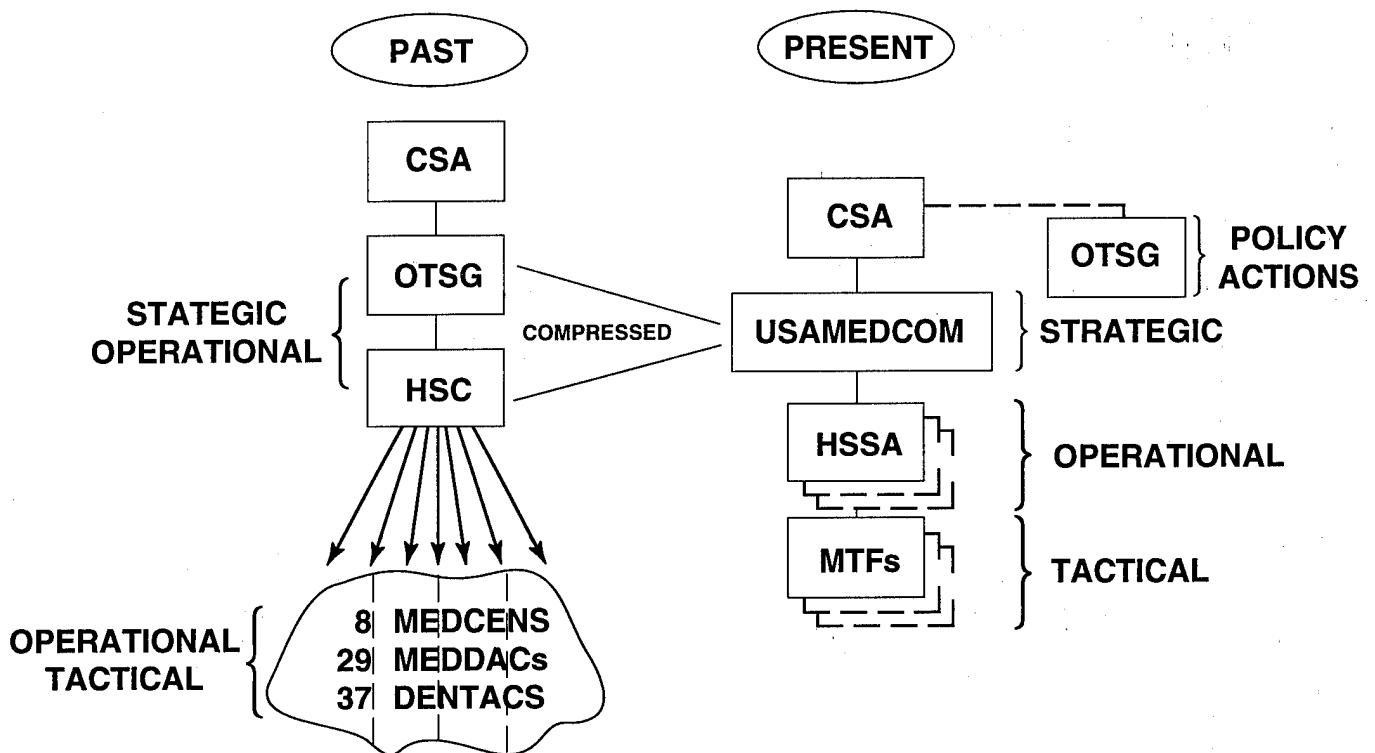 PAST
CSA
OTSG
STATEGIC
OPERATIONAL
COMPRESSED
HSC
OPERATIONAL
TACTICAL
8 MEDCENS
29 MEDDACs
37 DENTACS
PRESENT
CSA
OTSG
POLICY
ACTIONS
USAMEDCOM
STRATEGIC
HSSA
OPERATIONAL
MTFs
TACTICAL